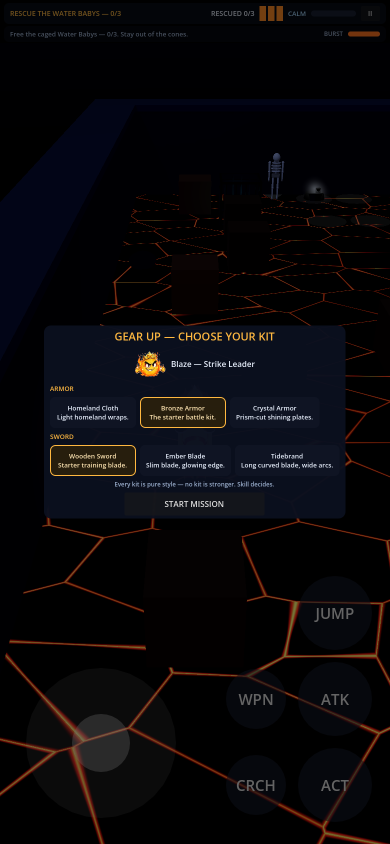 RESCUE THE WATER BABYS — 0/3
RESCUED 0/3
CALM
Free the caged Water Babys — 0/3. Stay out of the cones.
BURST
GEAR UP — CHOOSE YOUR KIT
Blaze — Strike Leader
ARMOR
Homeland Cloth
Light homeland wraps.
Bronze Armor
The starter battle kit.
Crystal Armor
Prism-cut shining plates.
SWORD
Wooden Sword
Starter training blade.
Ember Blade
Slim blade, glowing edge.
Tidebrand
Long curved blade, wide arcs.
Every kit is pure style — no kit is stronger. Skill decides.
START MISSION
JUMP
WPN
ATK
CRCH
ACT